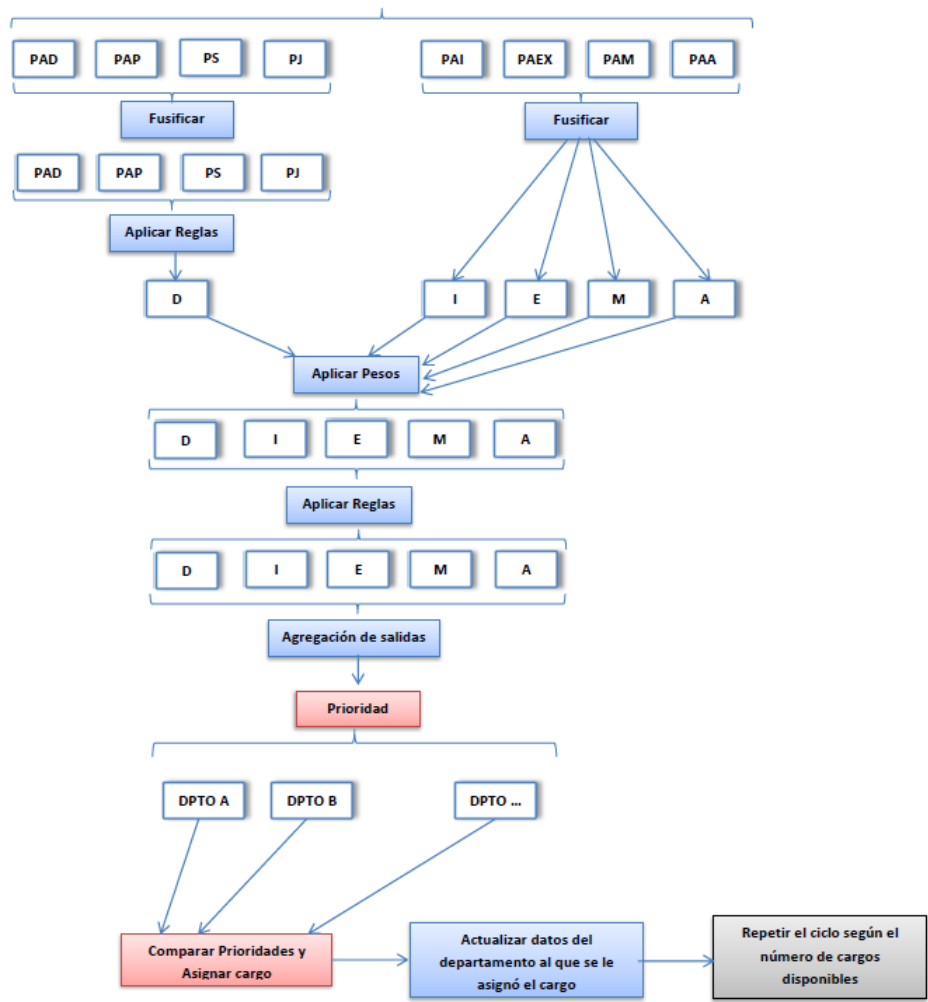 PAD PAP PS PJ PAI PAEX PAM PAA
Fusificar Fusificar
PAD PAP PS PJ
Aplicar Reglas
D I E M A
Aplicar Pesos
D I E M A
Aplicar Reglas
D I E M A
Agregación de salidas
Prioridad
DPTO A DPTO B DPTO ...
Comparar Prioridades y
Asignar cargo
Actualizar datos del
departamento al que se le
asignó el cargo
Repetir el ciclo según el
número de cargos
disponibles